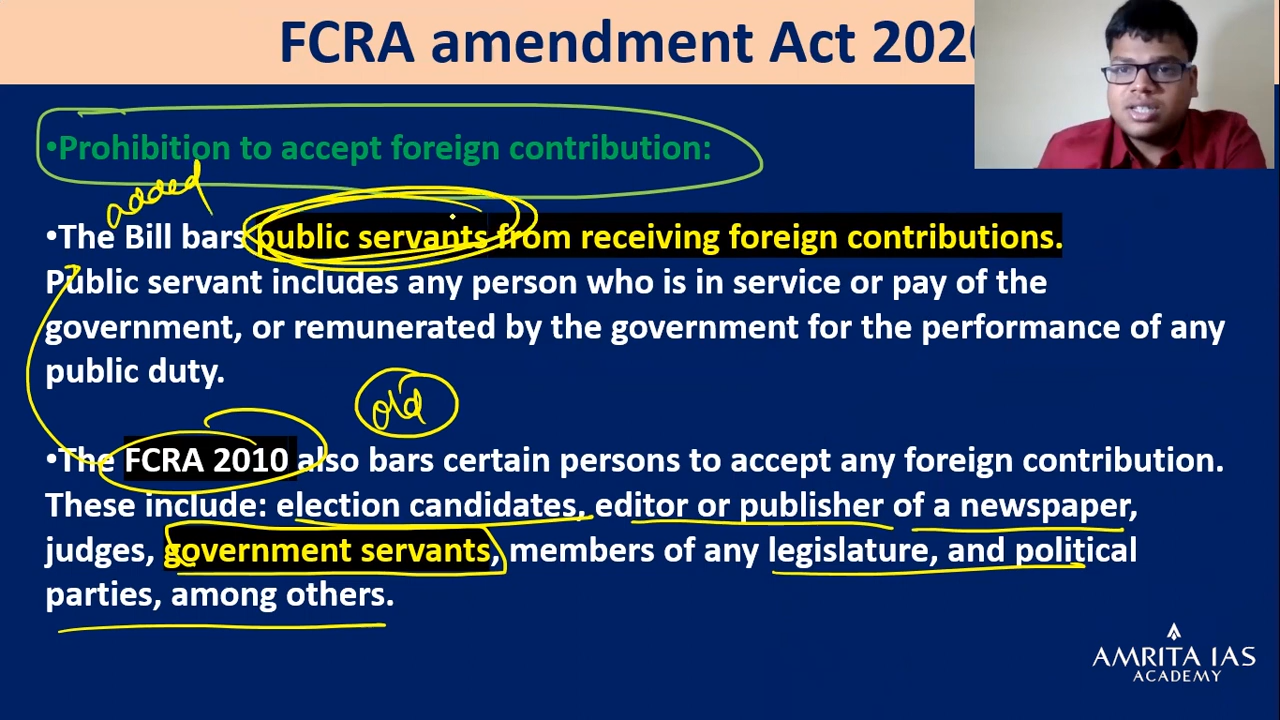 FCRA amendment Act 202
•Prohibition to accept foreign contribution:
added
•The Bill bars public servants from receiving foreign contributions.
Public servant includes any person who is in service or pay of the
government, or remunerated by the government for the performance of any
public duty.
old
•The FCRA 2010 also bars certain persons to accept any foreign contribution.
These include: election candidates, editor or publisher of a newspaper,
judges, government servants, members of any legislature, and political
parties, among others.
AMRITA IAS
ACADEMY